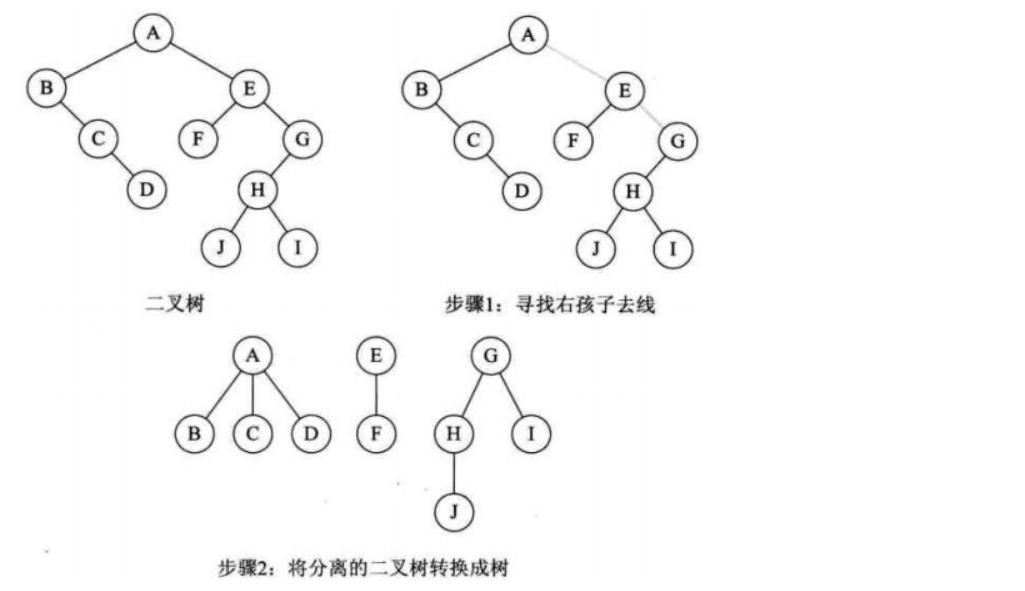 A A
B E B E
C F G C F G
D H D H
J I J I
二叉树 步骤1：寻找右孩子去线
A E G
B C D F H I
J
步骤2：将分离的二叉树转换成树